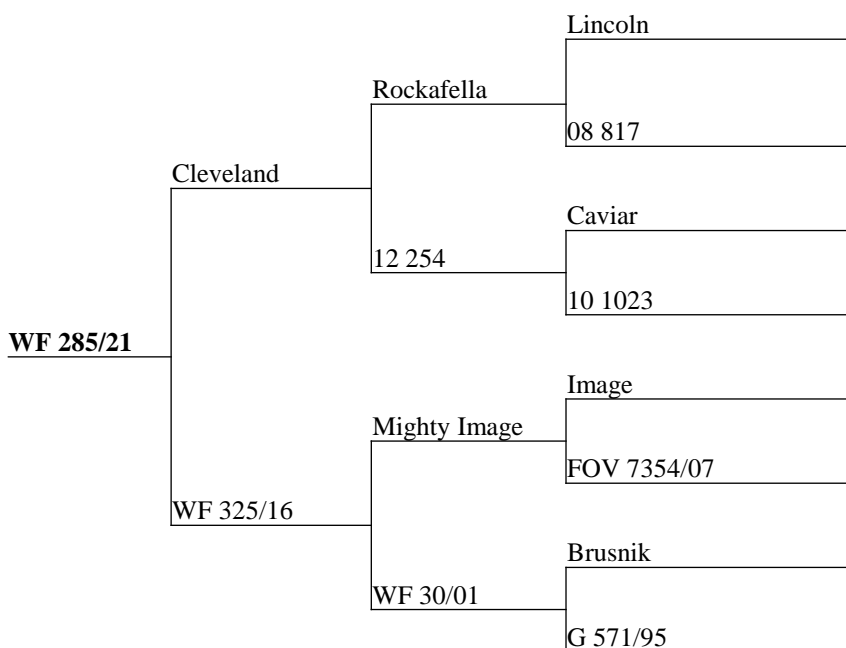 Lincoln
Rockafella
08 817
Cleveland
Caviar
12 254
10 1023
WF 285/21
Image
Mighty Image
FOV 7354/07
WF 325/16
Brusnik
WF 30/01
G 571/95